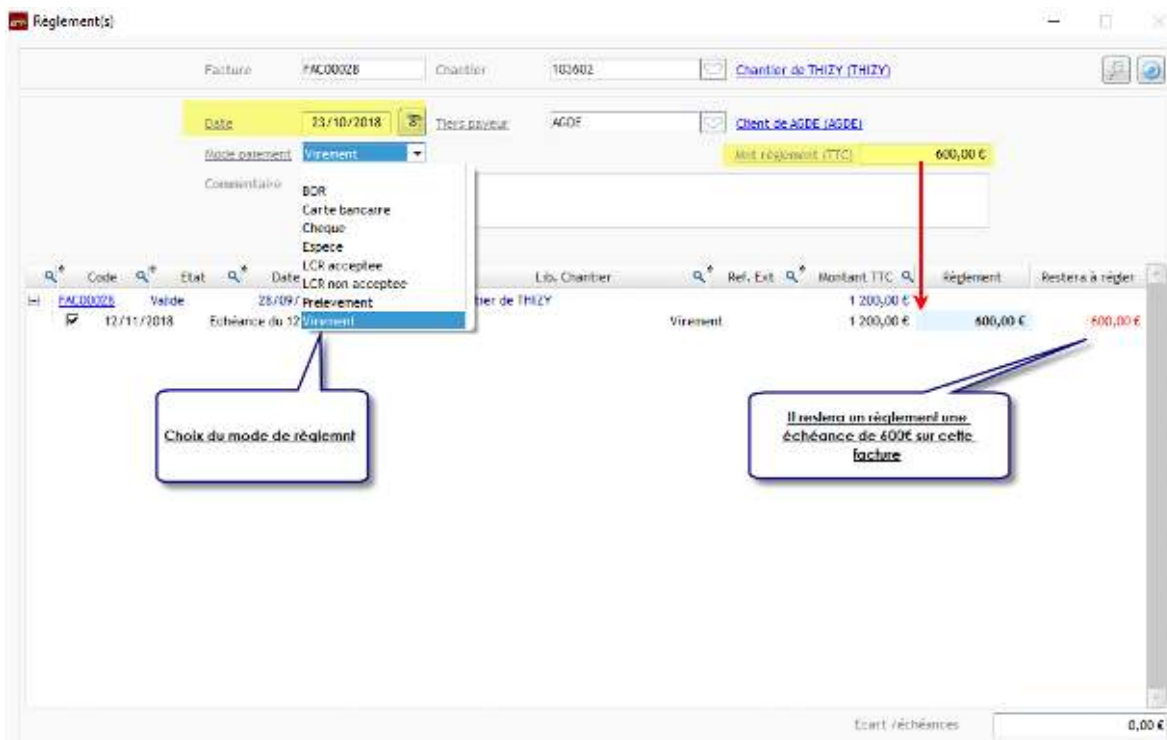 Règlement(s)
Facture FAC00028 Chantier 103602 Chantier de THIZY (THIZY)
Date 23/10/2018 Tiers payeur AGDE Client de AGDE (AGDE)
Mode paiement Virement Mnt règlement (TTC) 600,00 €
Commentaire
BOR
Carte bancaire
Cheque
Espece
LCR acceptee
LCR non acceptee
Prelevement
Virement
Code Etat Date Lib. Chantier Ref. Ext Montant TTC Règlement Restera à régler
FAC00028 Valide 28/09/ tier de THIZY 1 200,00 €
12/11/2018 Echéance du 12 Virement 1 200,00 € 600,00 € 600,00 €
Choix du mode de règlemnt
Il restera un règlement une
échéance de 600€ sur cette
facture
Ecart /échéances 0,00 €